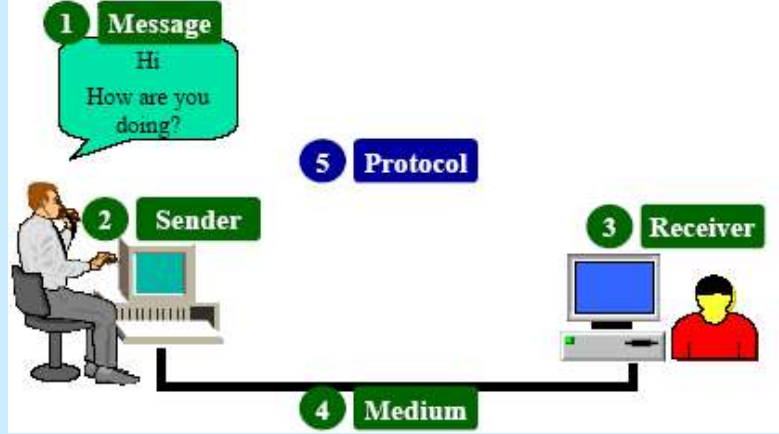 1 Message
Hi
How are you
doing?
5 Protocol
2 Sender
3 Receiver
4 Medium